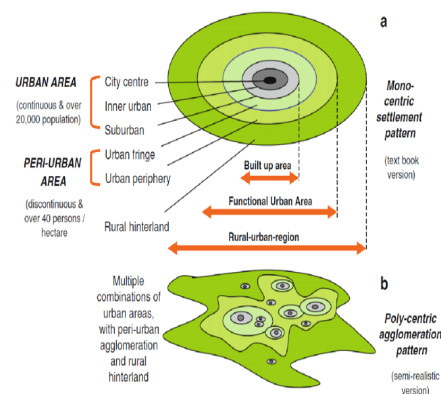 a
URBAN AREA
(continuous & over
20,000 population)
City centre
Inner urban
Suburban
PERI-URBAN
AREA
(discontinuous &
over 40 persons /
hectare
Urban fringe
Urban periphery
Rural hinterland
Built up area
Functional Urban Area
Rural-urban-region
Mono-
centric
settlement
pattern
(text book
version)
Multiple
combinations of
urban areas,
with peri-urban
agglomeration
and rural
hinterland
b
Poly-centric
agglomeration
pattern
(semi-realistic
version)